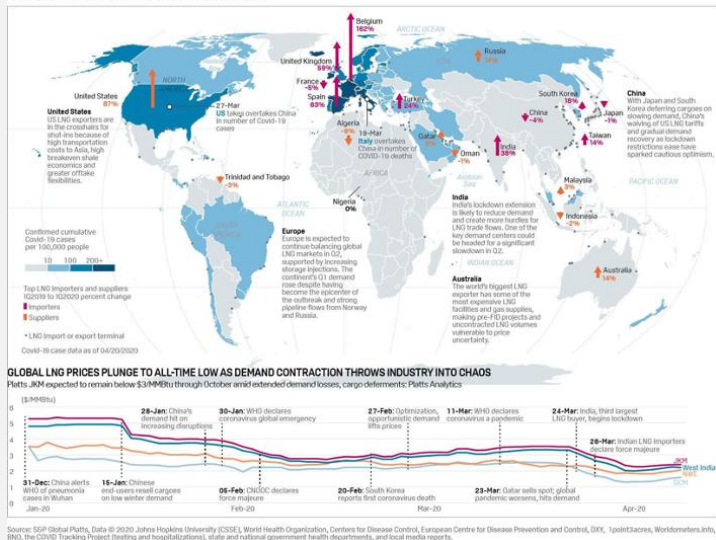 ARCTIC OCEAN
Belgium
182%
United Kingdom
59%
France
-5%
Spain
63%
Russia
14%
NORTH
United States
87%
27-Mar
US takes overtakes China
in number of Covid-19
cases
Turkey
24%
South Korea
18%
China
-4%
Japan
-1%
Taiwan
14%
China
With Japan and South
Korea deferring cargoes on
slowing demand, China's
waiving of US LNG tariffs
and gradual demand
recovery as lockdown
restrictions ease have
sparked cautious optimism.
United States
US LNG exporters are
in the crosshairs for
shut-ins because of high
transportation costs
to Asia, high
breakeven shale
economics and
greater offtake
flexibilities.
Algeria
-9%
19-Mar
Italy overtakes
China in number of
COVID-19 deaths
Qatar
Oman
-1%
India
35%
Trinidad and Tobago
-3%
AFRICA
Arabian
Sea
ATLANTIC
OCEAN
PACIFIC OCEAN
Nigeria
0%
Malaysia
3%
Indonesia
-2%
SOUTH
AMERICA
India
India's lockdown extension
is likely to reduce demand
and create more hurdles for
LNG trade flows. One of the
key demand centers could
be headed for a significant
slowdown in Q2.
INDIAN OCEAN
Confirmed cumulative
Covid-19 cases
per 100,000 people
10 100 200+
Europe
Europe is expected to
continue balancing global
LNG markets in Q2,
supported by increasing
storage injections. The
continent's Q1 demand
rose despite having
become the epicenter of
the outbreak and strong
pipeline flows from Norway
and Russia.
Australia
The world's biggest LNG
exporter has some of the
most expensive LNG
facilities and gas supplies,
making pre-FID projects and
uncontracted LNG volumes
vulnerable to price
uncertainty.
Australia
14%
Top LNG importers and suppliers
1Q2019 to 1Q2020 percent change
Importers
Suppliers
• LNG import or export terminal
Covid-19 case data as of 04/20/2020
GLOBAL LNG PRICES PLUNGE TO ALL-TIME LOW AS DEMAND CONTRACTION THROWS INDUSTRY INTO CHAOS
Platts JKM expected to remain below $3/MMBtu through October amid extended demand losses, cargo deferments: Platts Analytics
($/MMBtu)
6
5
4
3
2
1
0
28-Jan: China's
demand hit on
increasing disruptions
30-Jan: WHO declares
coronavirus global emergency
27-Feb: Optimization,
opportunistic demand
lifts prices
11-Mar: WHO declares
coronavirus a pandemic
24-Mar: India, third largest
LNG buyer, begins lockdown
28-Mar: Indian LNG importers
declare force majeure
JKM
West India
GCM
31-Dec: China alerts
WHO of pneumonia
cases in Wuhan
15-Jan: Chinese
end-users resell cargoes
on low winter demand
06-Feb: CNOOC declares
force majeure
20-Feb: South Korea
reports first coronavirus death
23-Mar: Qatar sells spot; global
pandemic worsens, hits demand
Jan-20
Feb-20
Mar-20
Apr-20
Source: S&P Global Platts, Data © 2020 Johns Hopkins University (CSSE), World Health Organization, Centers for Disease Control, European Centre for Disease Prevention and Control, DXY, 1point3acres, Worldometers.info,
BNO, the COVID Tracking Project (testing and hospitalizations), state and national government health departments, and local media reports.